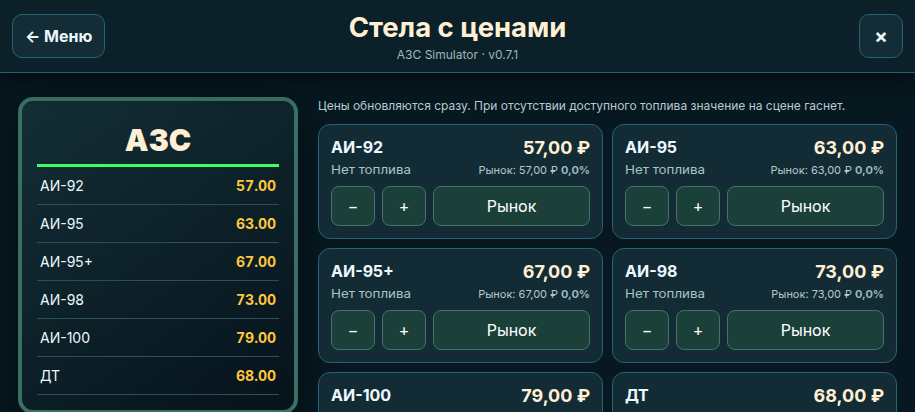 ← Меню
Стела с ценами
АЗС Simulator · v0.7.1
×
АЗС
АИ-92 57.00
АИ-95 63.00
АИ-95+ 67.00
АИ-98 73.00
АИ-100 79.00
ДТ 68.00
Цены обновляются сразу. При отсутствии доступного топлива значение на сцене гаснет.
АИ-92 57,00 ₽
Нет топлива Рынок: 57,00 ₽ 0,0%
− + Рынок
АИ-95 63,00 ₽
Нет топлива Рынок: 63,00 ₽ 0,0%
− + Рынок
АИ-95+ 67,00 ₽
Нет топлива Рынок: 67,00 ₽ 0,0%
− + Рынок
АИ-98 73,00 ₽
Нет топлива Рынок: 73,00 ₽ 0,0%
− + Рынок
АИ-100 79,00 ₽
ДТ 68,00 ₽